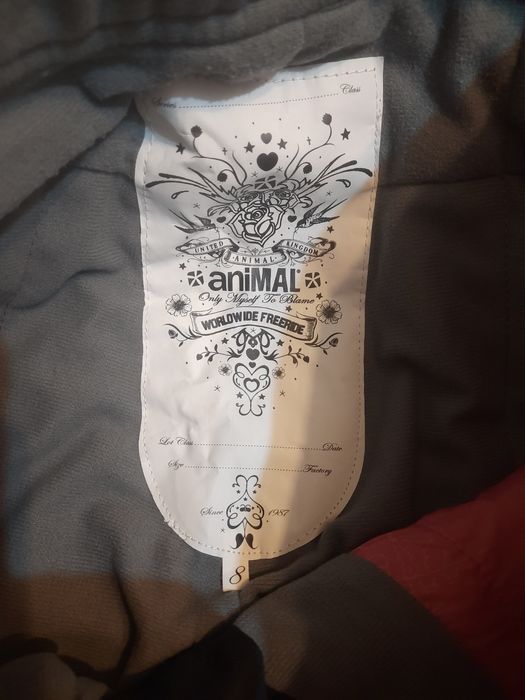 Series.......................................................Class
UNITED KINGDOM
ANIMAL
aniMAL®
Only Myself To Blame
WORLDWIDE FREERIDE
Lot Class.......................................................Date
Size.......................................................Factory
Since 1987
8